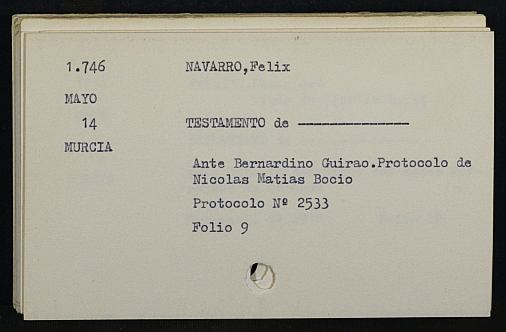 1.746 NAVARRO,Felix
MAYO
14 TESTAMENTO de --------------
MURCIA
Ante Bernardino Guirao.Protocolo de
Nicolas Matias Bocio
Protocolo Nº 2533
Folio 9